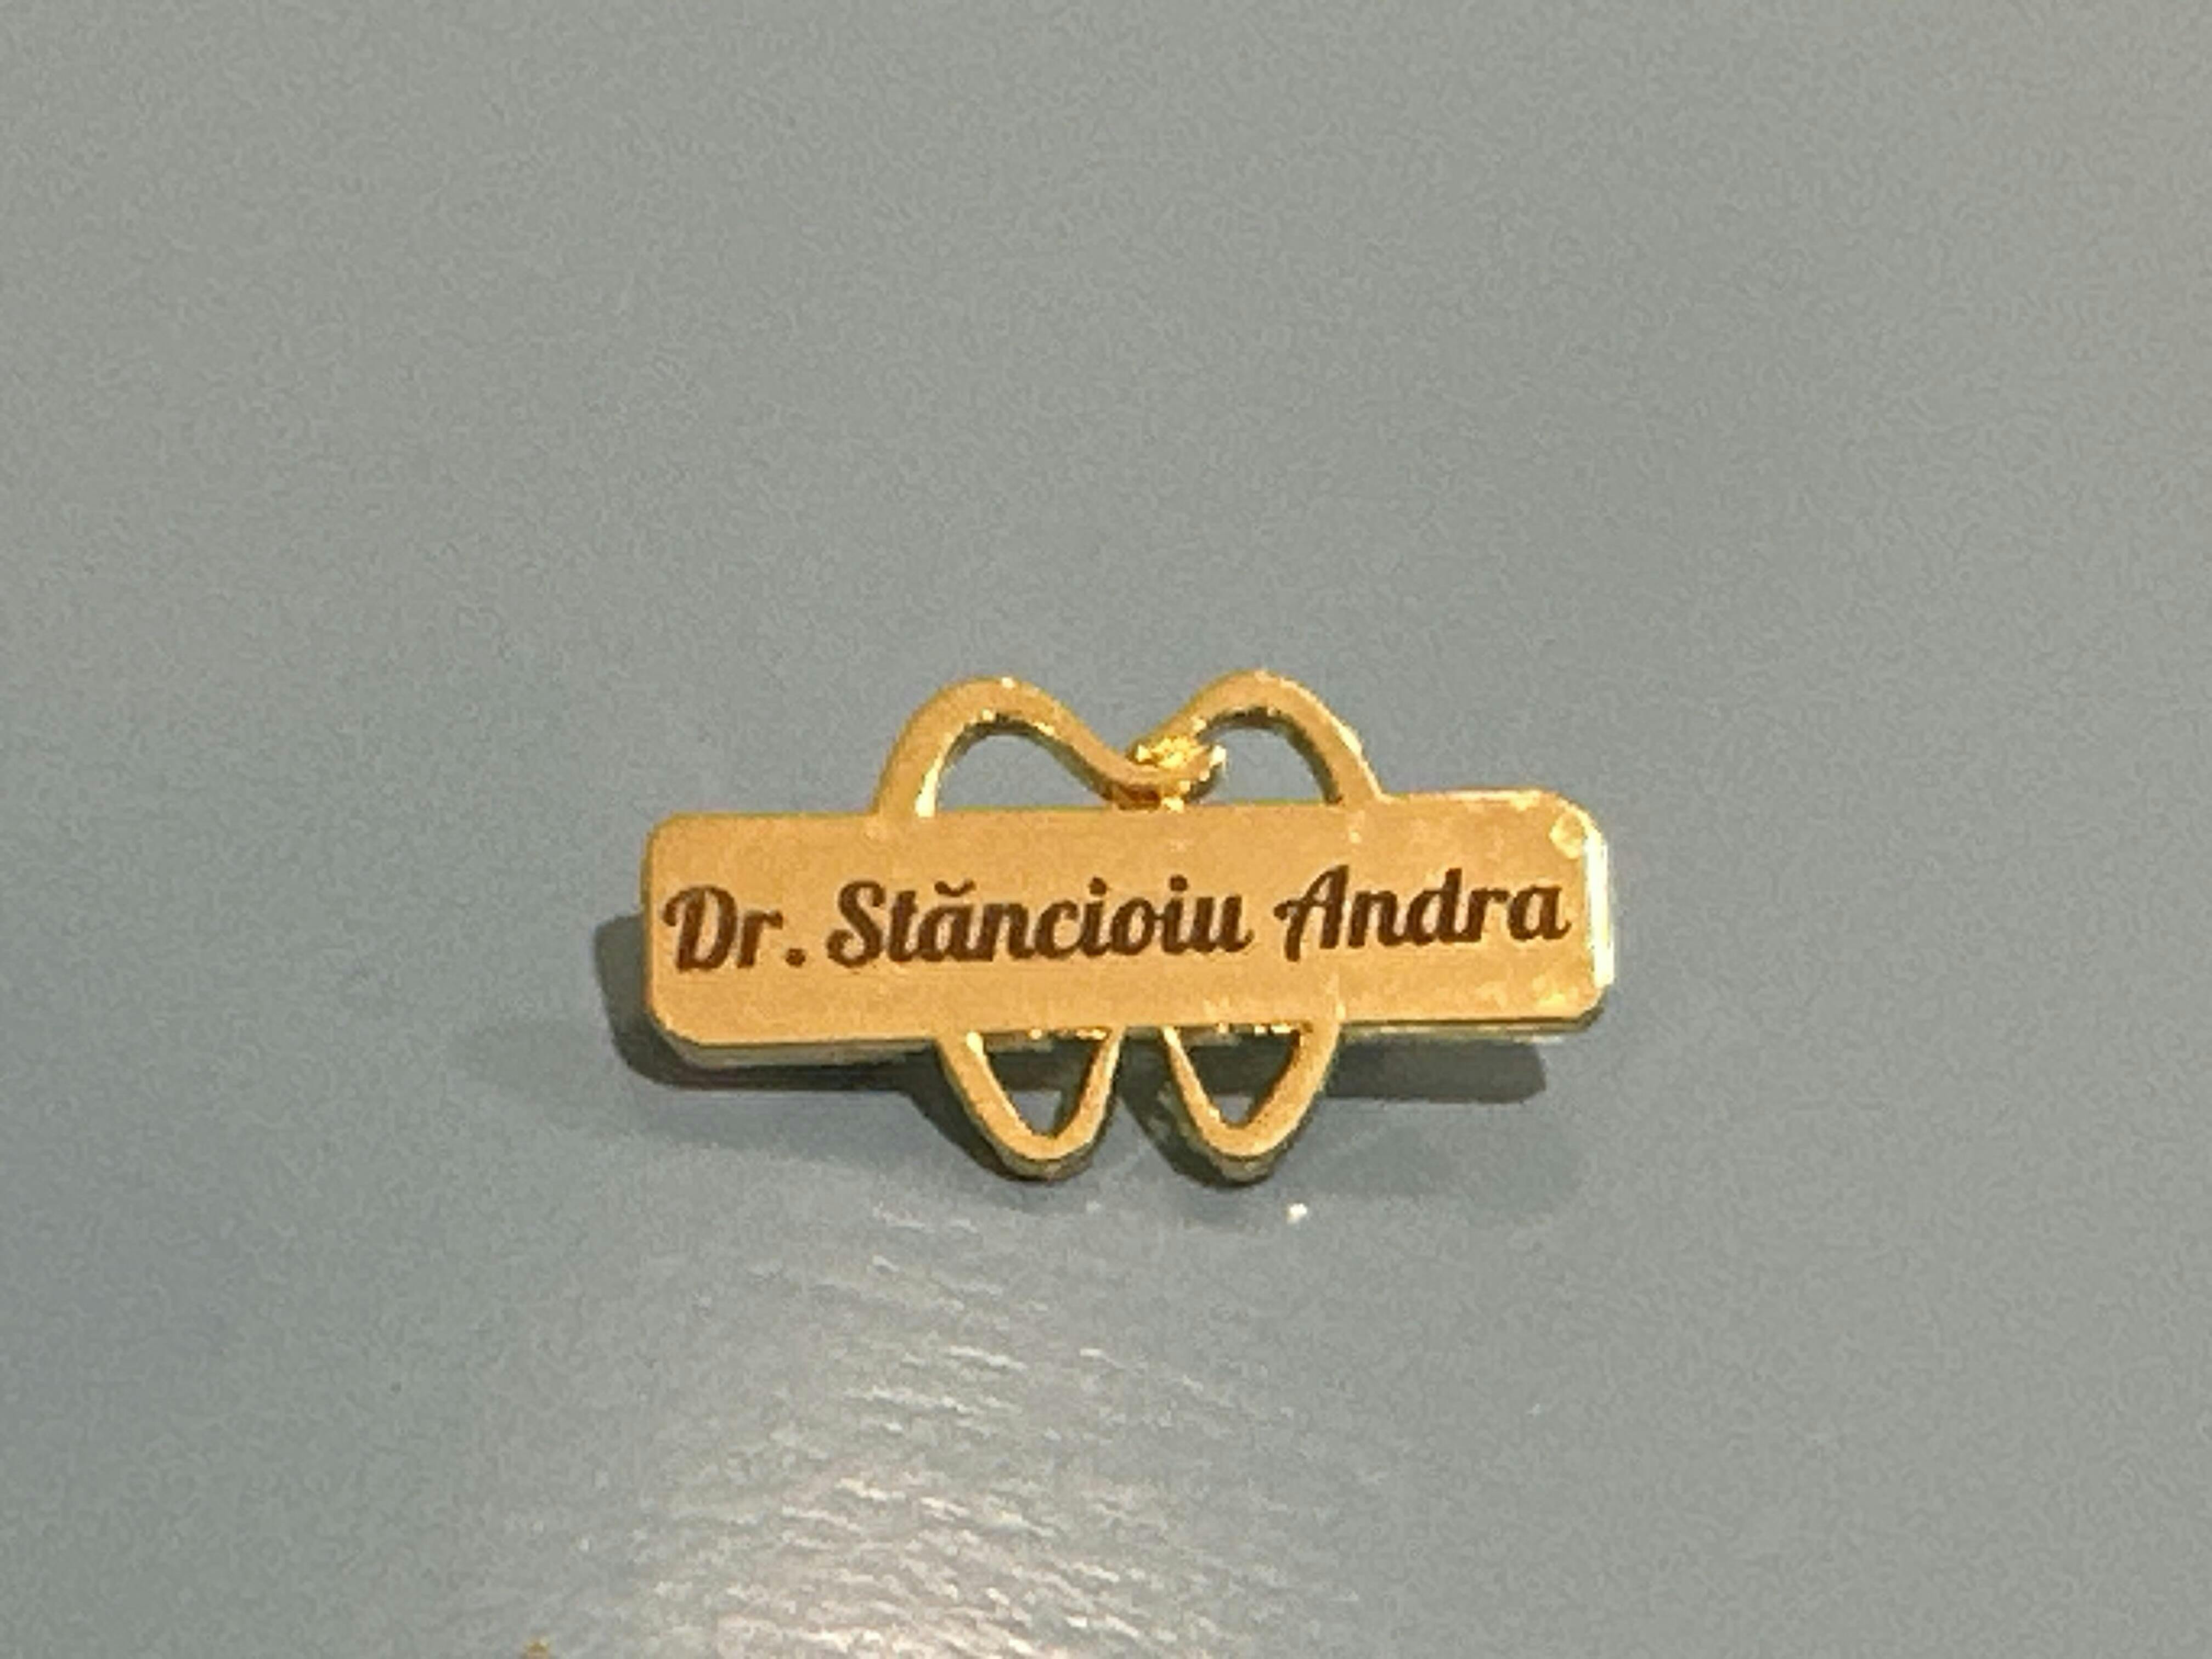 Dr. Stăncioiu Andra